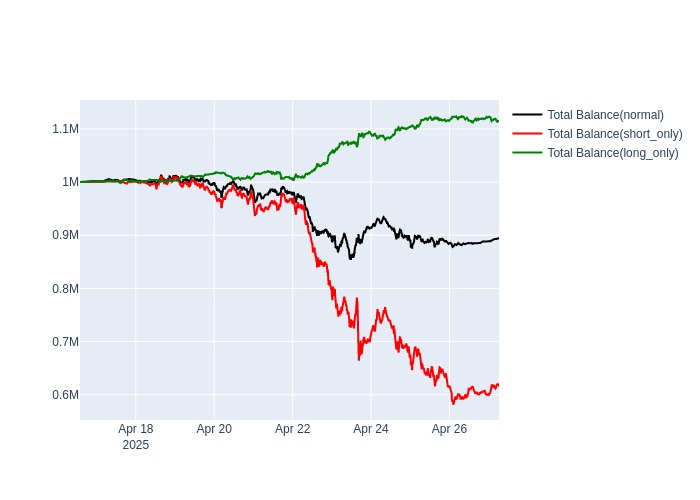 1.1M
1M
0.9M
0.8M
0.7M
0.6M
Apr 18
2025
Apr 20
Apr 22
Apr 24
Apr 26
Total Balance(normal)
Total Balance(short_only)
Total Balance(long_only)